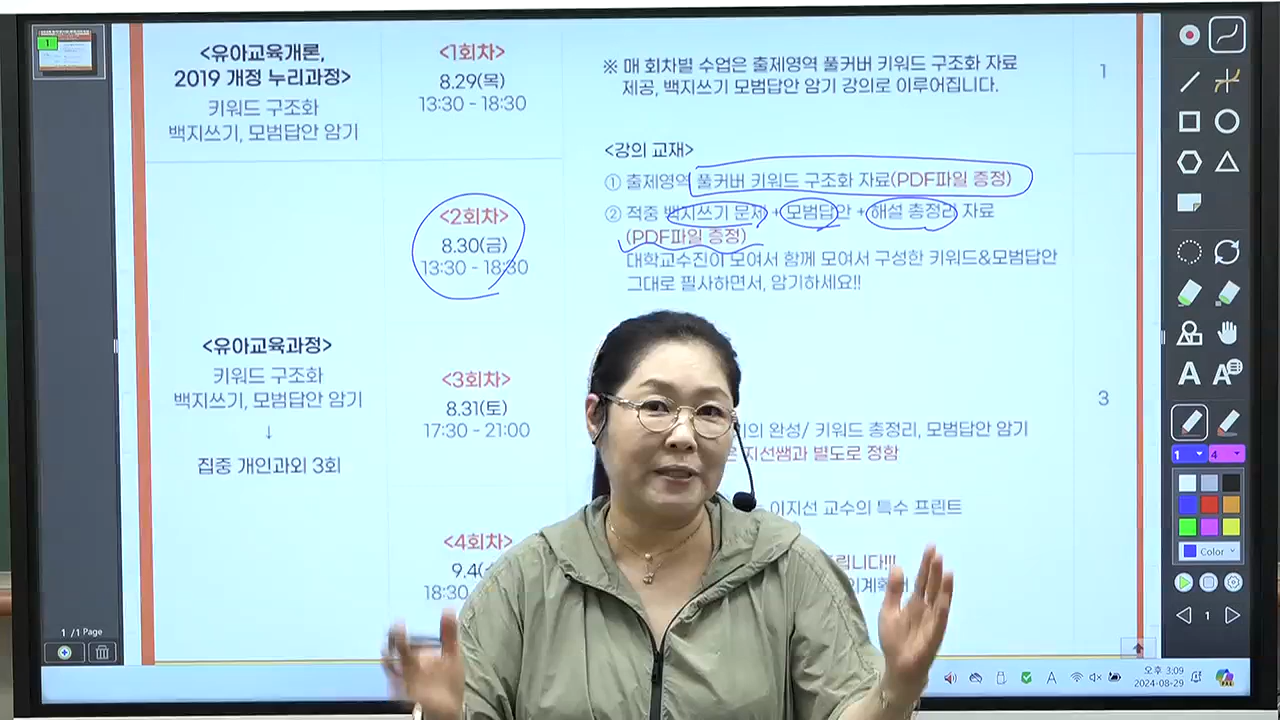 <유아교육개론,
2019 개정 누리과정>
키워드 구조화
백지쓰기, 모범답안 암기
<1회차>
8.29(목)
13:30 - 18:30
※ 매 회차별 수업은 출제영역 풀커버 키워드 구조화 자료
제공, 백지쓰기 모범답안 암기 강의로 이루어집니다.
1
<강의 교재>
① 출제영역 풀커버 키워드 구조화 자료(PDF파일 증정)
② 적중 백지쓰기 문제 + 모범답안 + 해설 총정리 자료
(PDF파일 증정)
대학교수진이 모여서 함께 모여서 구성한 키워드&모범답안
그대로 필사하면서, 암기하세요!!
<2회차>
8.30(금)
13:30 - 18:30
<유아교육과정>
키워드 구조화
백지쓰기, 모범답안 암기
↓
집중 개인과외 3회
<3회차>
8.31(토)
17:30 - 21:00
완성/ 키워드 총정리, 모범답안 암기
지선쌤과 별도로 정함
3
이지선 교수의 특수 프린트
<4회차>
9.4(
18:30
1
1 /1 Page
A A
1 4
Color
1
A
오후 3:09
2024-08-29